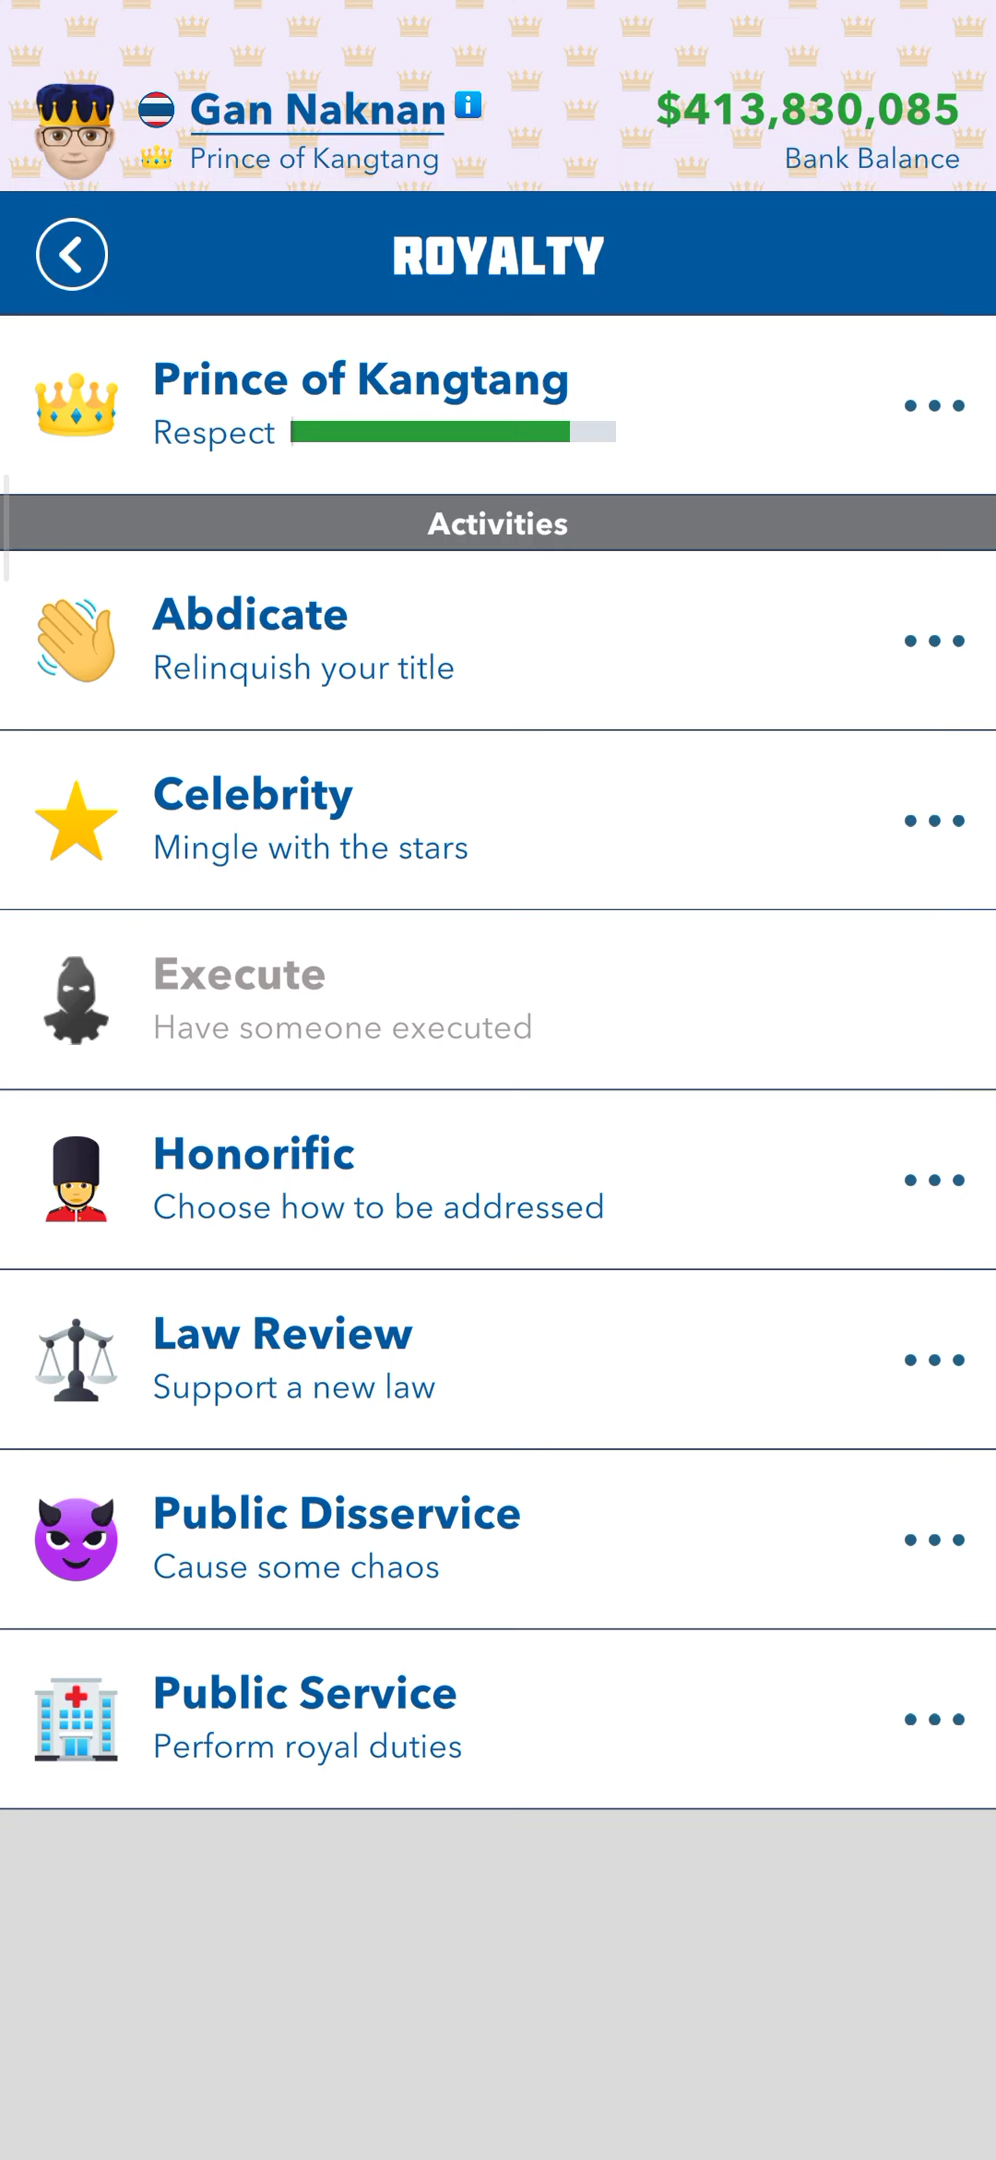 Gan Naknan
$413,830,085
Prince of Kangtang
Bank Balance
ROYALTY
Prince of Kangtang
Respect
Activities
Abdicate
Relinquish your title
Celebrity
Mingle with the stars
Execute
Have someone executed
Honorific
Choose how to be addressed
Law Review
Support a new law
Public Disservice
Cause some chaos
Public Service
Perform royal duties